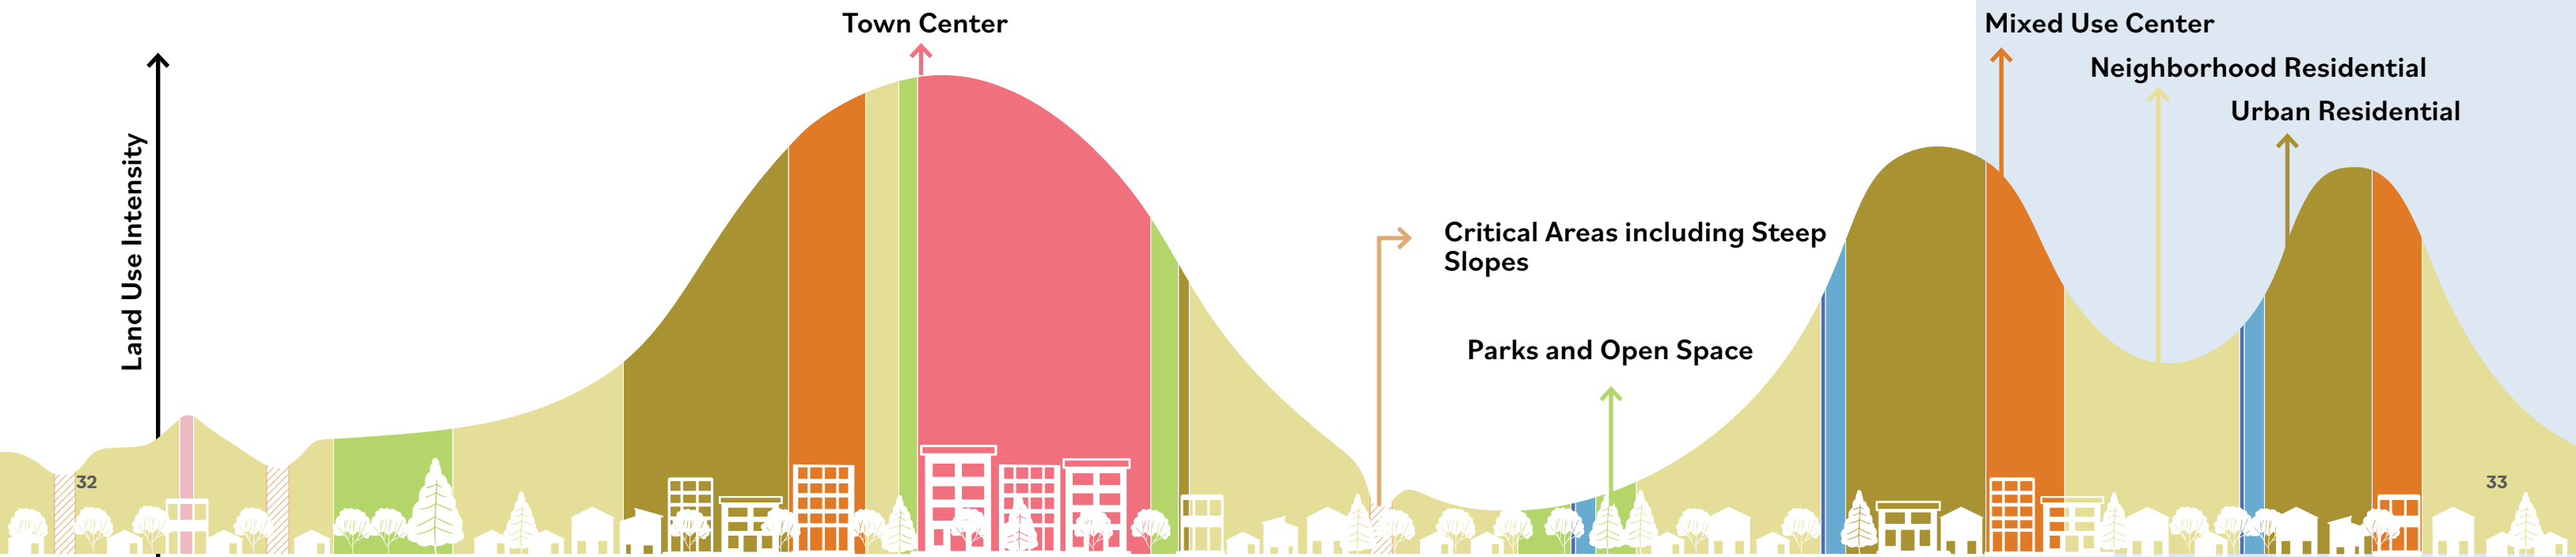 Town Center
Mixed Use Center
Neighborhood Residential
Urban Residential
Land Use Intensity
Critical Areas including Steep
Slopes
Parks and Open Space
32
33